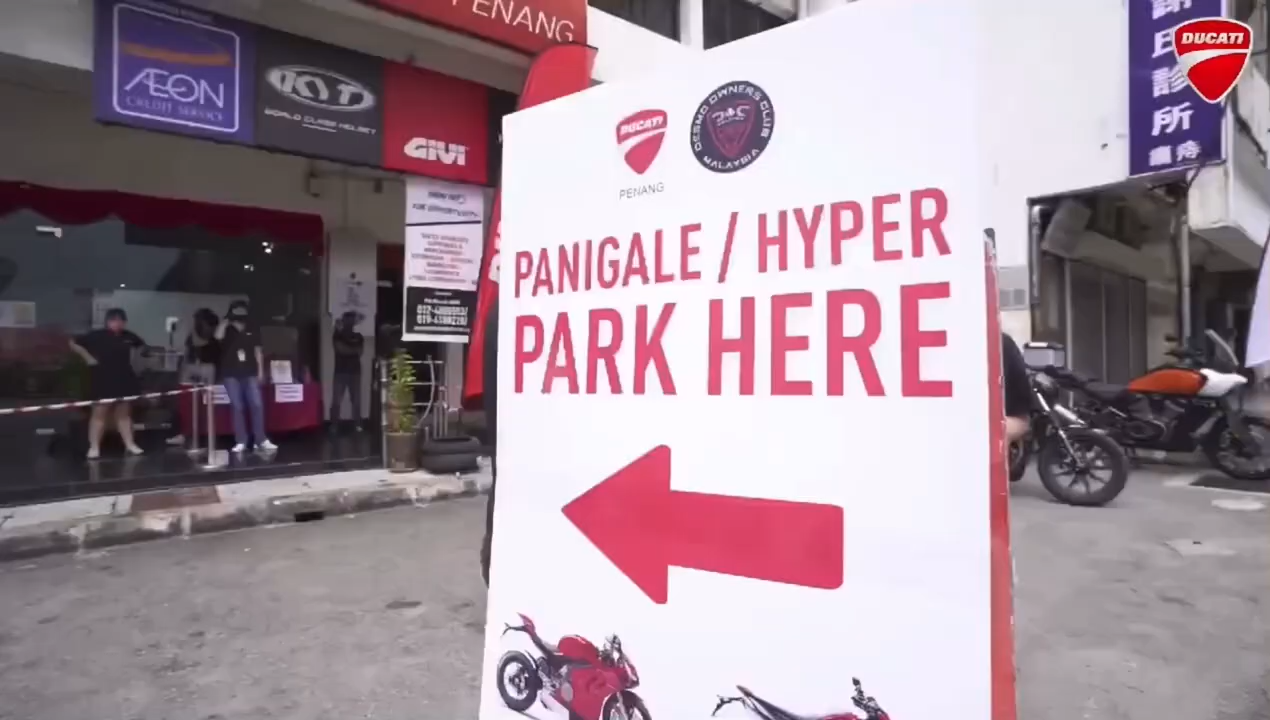 PENANG
ÆON
CREDIT SERVICE
KYT
WORLD CLASS HELMET
GIVI
DUCATI
PENANG
DESMO OWNERS CLUB
MALAYSIA
PANIGALE / HYPER
PARK HERE
診
所
DUCATI